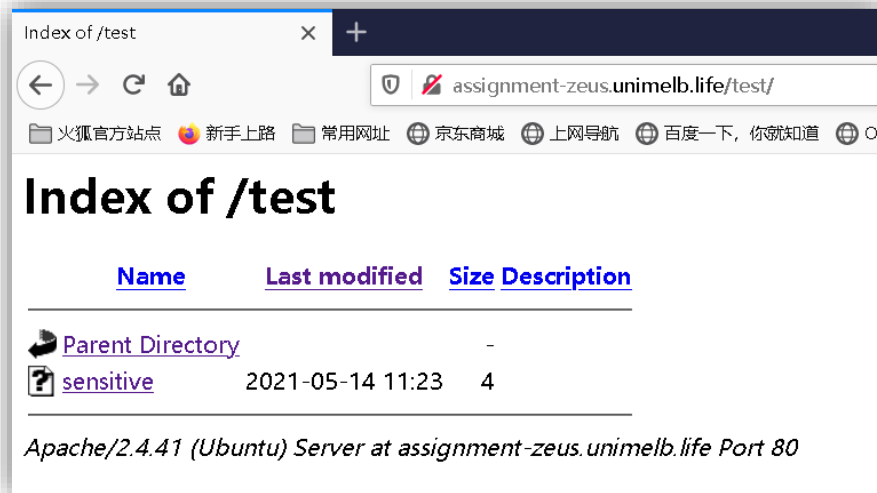 Index of /test
assignment-zeus.unimelb.life/test/
火狐官方站点 新手上路 常用网址 京东商城 上网导航 百度一下，你就知道
Index of /test
Name Last modified Size Description
Parent Directory -
sensitive 2021-05-14 11:23 4
Apache/2.4.41 (Ubuntu) Server at assignment-zeus.unimelb.life Port 80